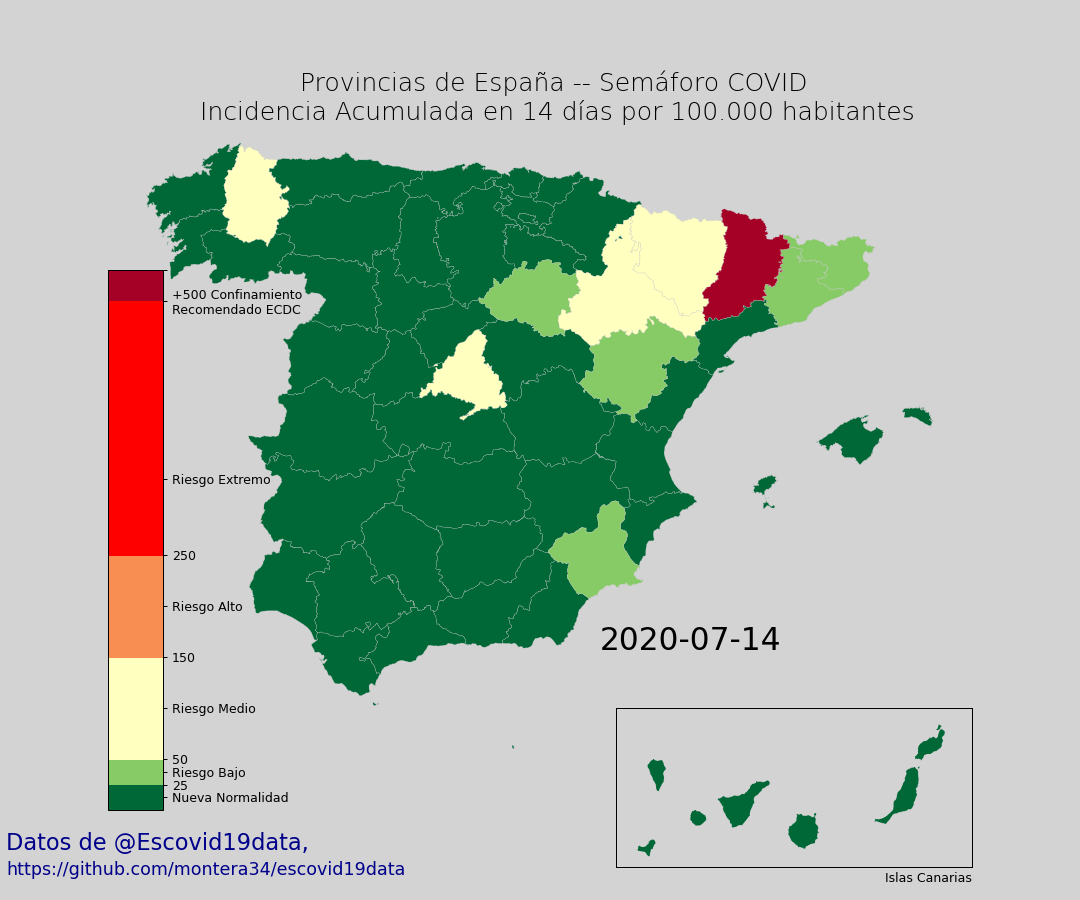 Provincias de España -- Semáforo COVID
Incidencia Acumulada en 14 días por 100.000 habitantes
+500 Confinamiento
Recomendado ECDC
Riesgo Extremo
250
Riesgo Alto
150
Riesgo Medio
50
Riesgo Bajo
25
Nueva Normalidad
2020-07-14
Islas Canarias
Datos de @Escovid19data,
https://github.com/montera34/escovid19data